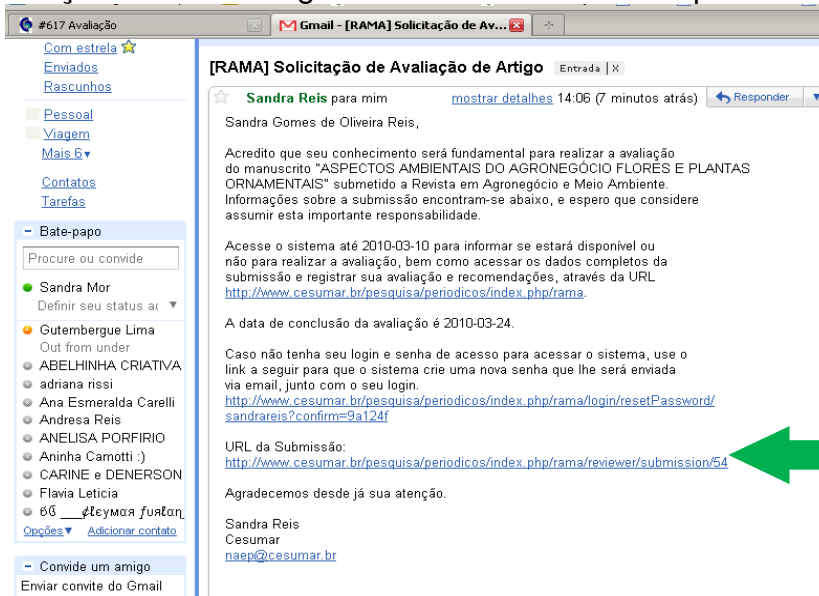 #617 Avaliação
Gmail - [RAMA] Solicitação de Av...
Com estrela
Enviados
Rascunhos
Pessoal
Viagem
Mais 6▾
Contatos
Tarefas
Bate-papo
Procure ou convide
Sandra Mor
Definir seu status
Gutembergue Lima
Out from under
ABELHINHA CRIATIVA
adriana rissi
Ana Esmeralda Carelli
Andresa Reis
ANELISA PORFIRIO
Aninha Camotti :)
CARINE e DENERSON
Flavia Leticia
Opções▼ Adicionar contato
Convide um amigo
Enviar convite do Gmail
[RAMA] Solicitação de Avaliação de Artigo Entrada | X
Sandra Reis para mim mostrar detalhes 14:06 (7 minutos atrás) Responder
Sandra Gomes de Oliveira Reis,
Acredito que seu conhecimento será fundamental para realizar a avaliação
do manuscrito "ASPECTOS AMBIENTAIS DO AGRONEGÓCIO FLORES E PLANTAS
ORNAMENTAIS" submetido a Revista em Agronegócio e Meio Ambiente.
Informações sobre a submissão encontram-se abaixo, e espero que considere
assumir esta importante responsabilidade.
Acesse o sistema até 2010-03-10 para informar se estará disponível ou
não para realizar a avaliação, bem como acessar os dados completos da
submissão e registrar sua avaliação e recomendações, através da URL
http://www.cesumar.br/pesquisa/periodicos/index.php/rama.
A data de conclusão da avaliação é 2010-03-24.
Caso não tenha seu login e senha de acesso para acessar o sistema, use o
link a seguir para que o sistema crie uma nova senha que lhe será enviada
via email, junto com o seu login.
http://www.cesumar.br/pesquisa/periodicos/index.php/rama/login/resetPassword/
sandrareis?confirm=9a124f
URL da Submissão:
http://www.cesumar.br/pesquisa/periodicos/index.php/rama/reviewer/submission/54
Agradecemos desde já sua atenção.
Sandra Reis
Cesumar
naep@cesumar.br